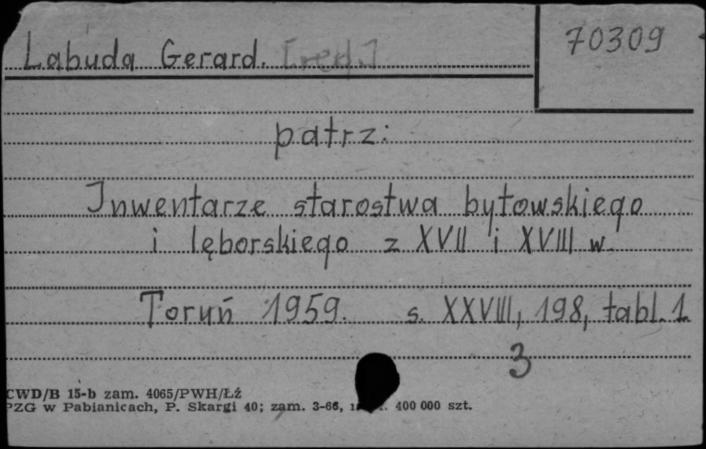 Labuda Gerard. [red.]
70309
patrz:
Inwentarze starostwa bytowskiego
i lęborskiego z XVII i XVIII w.
Toruń 1959. s. XXVIII, 198, tabl. 1
3
CWD/B 15-b zam. 4065/PWH/Łż
PZG w Pabianicach, P. Skargi 40; zam. 3-66, 400 000 szt.